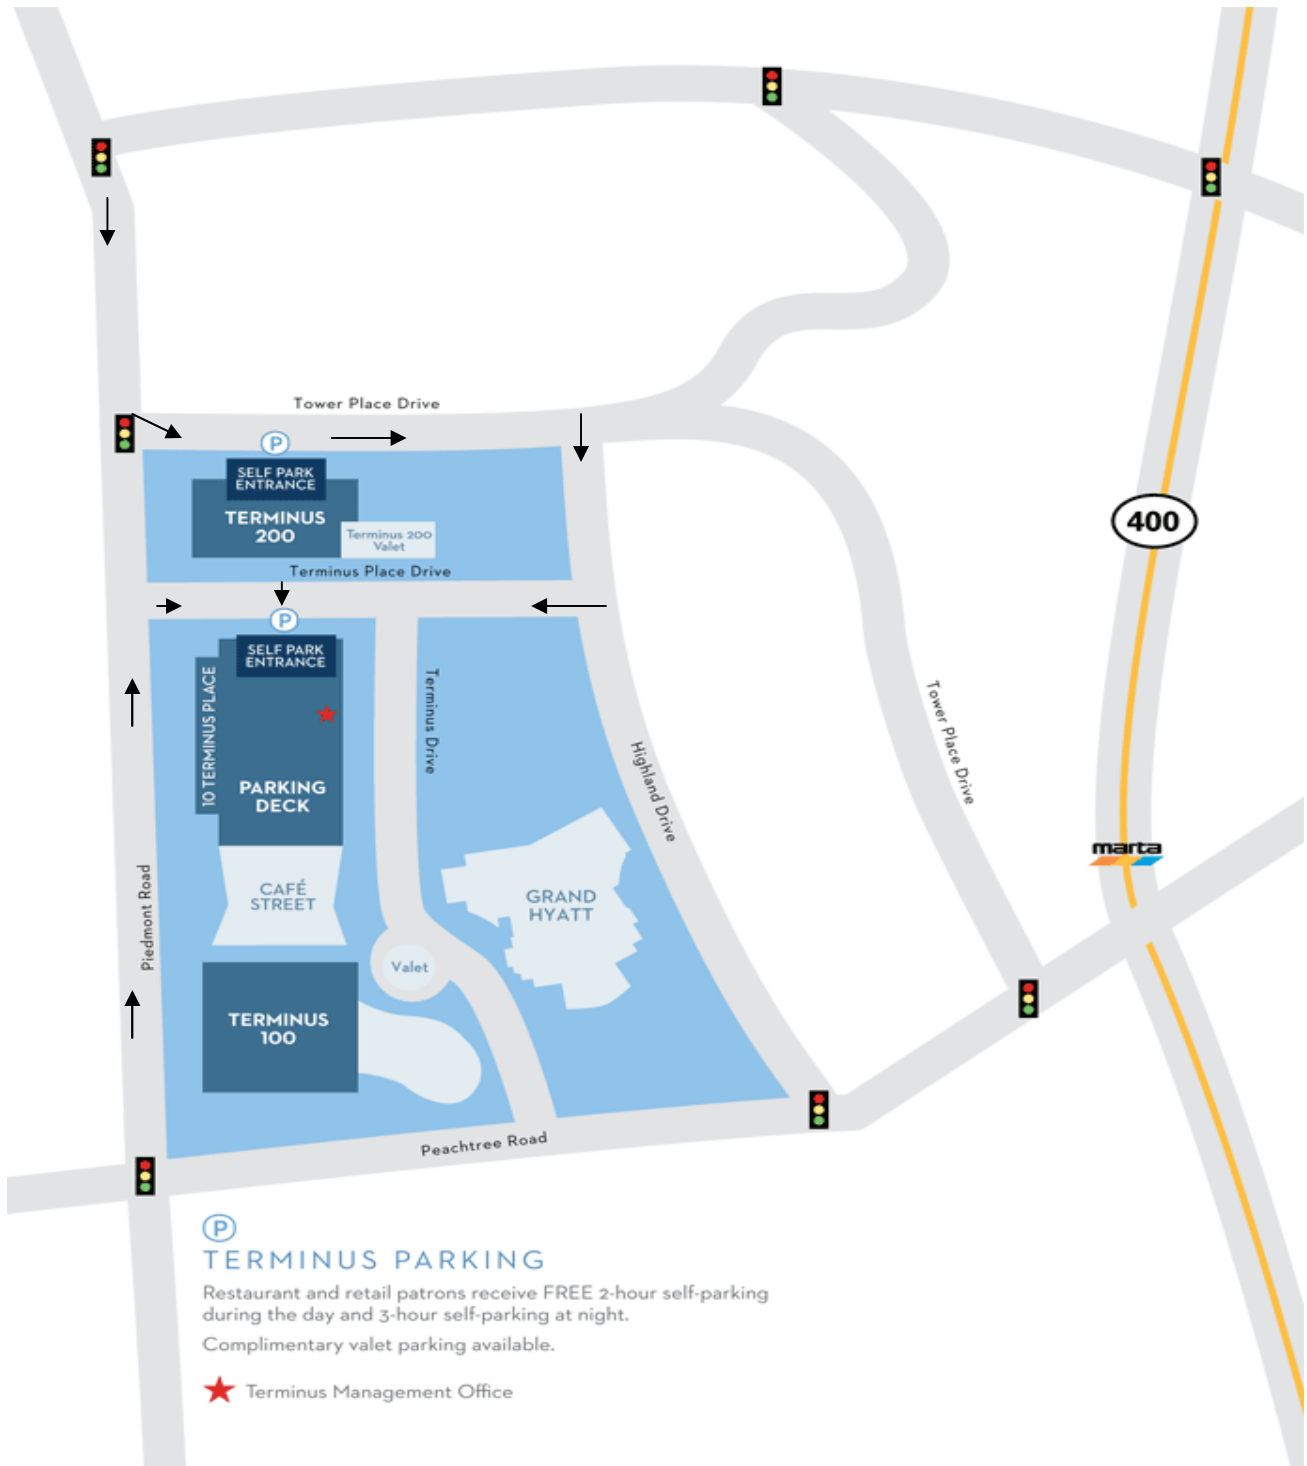 Tower Place Drive
P
SELF PARK
ENTRANCE
TERMINUS
200
Terminus 200
Valet
Terminus Place Drive
400
P
SELF PARK
ENTRANCE
10 TERMINUS PLACE
PARKING
DECK
Terminus Drive
Highland Drive
Tower Place Drive
marta
Piedmont Road
CAFÉ
STREET
GRAND
HYATT
Valet
TERMINUS
100
Peachtree Road
P
TERMINUS PARKING
Restaurant and retail patrons receive FREE 2-hour self-parking
during the day and 3-hour self-parking at night.
Complimentary valet parking available.
Terminus Management Office